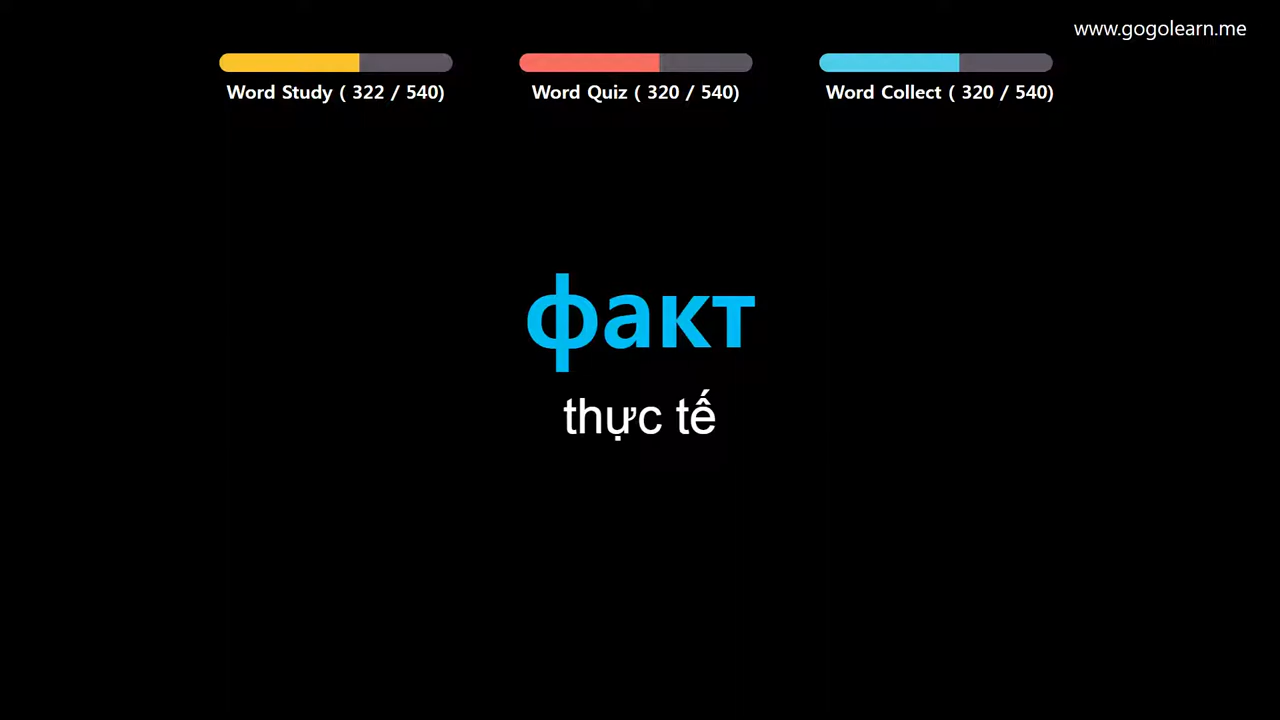 www.gogolearn.me
Word Study ( 322 / 540)
Word Quiz ( 320 / 540)
Word Collect ( 320 / 540)
факт
thực tế